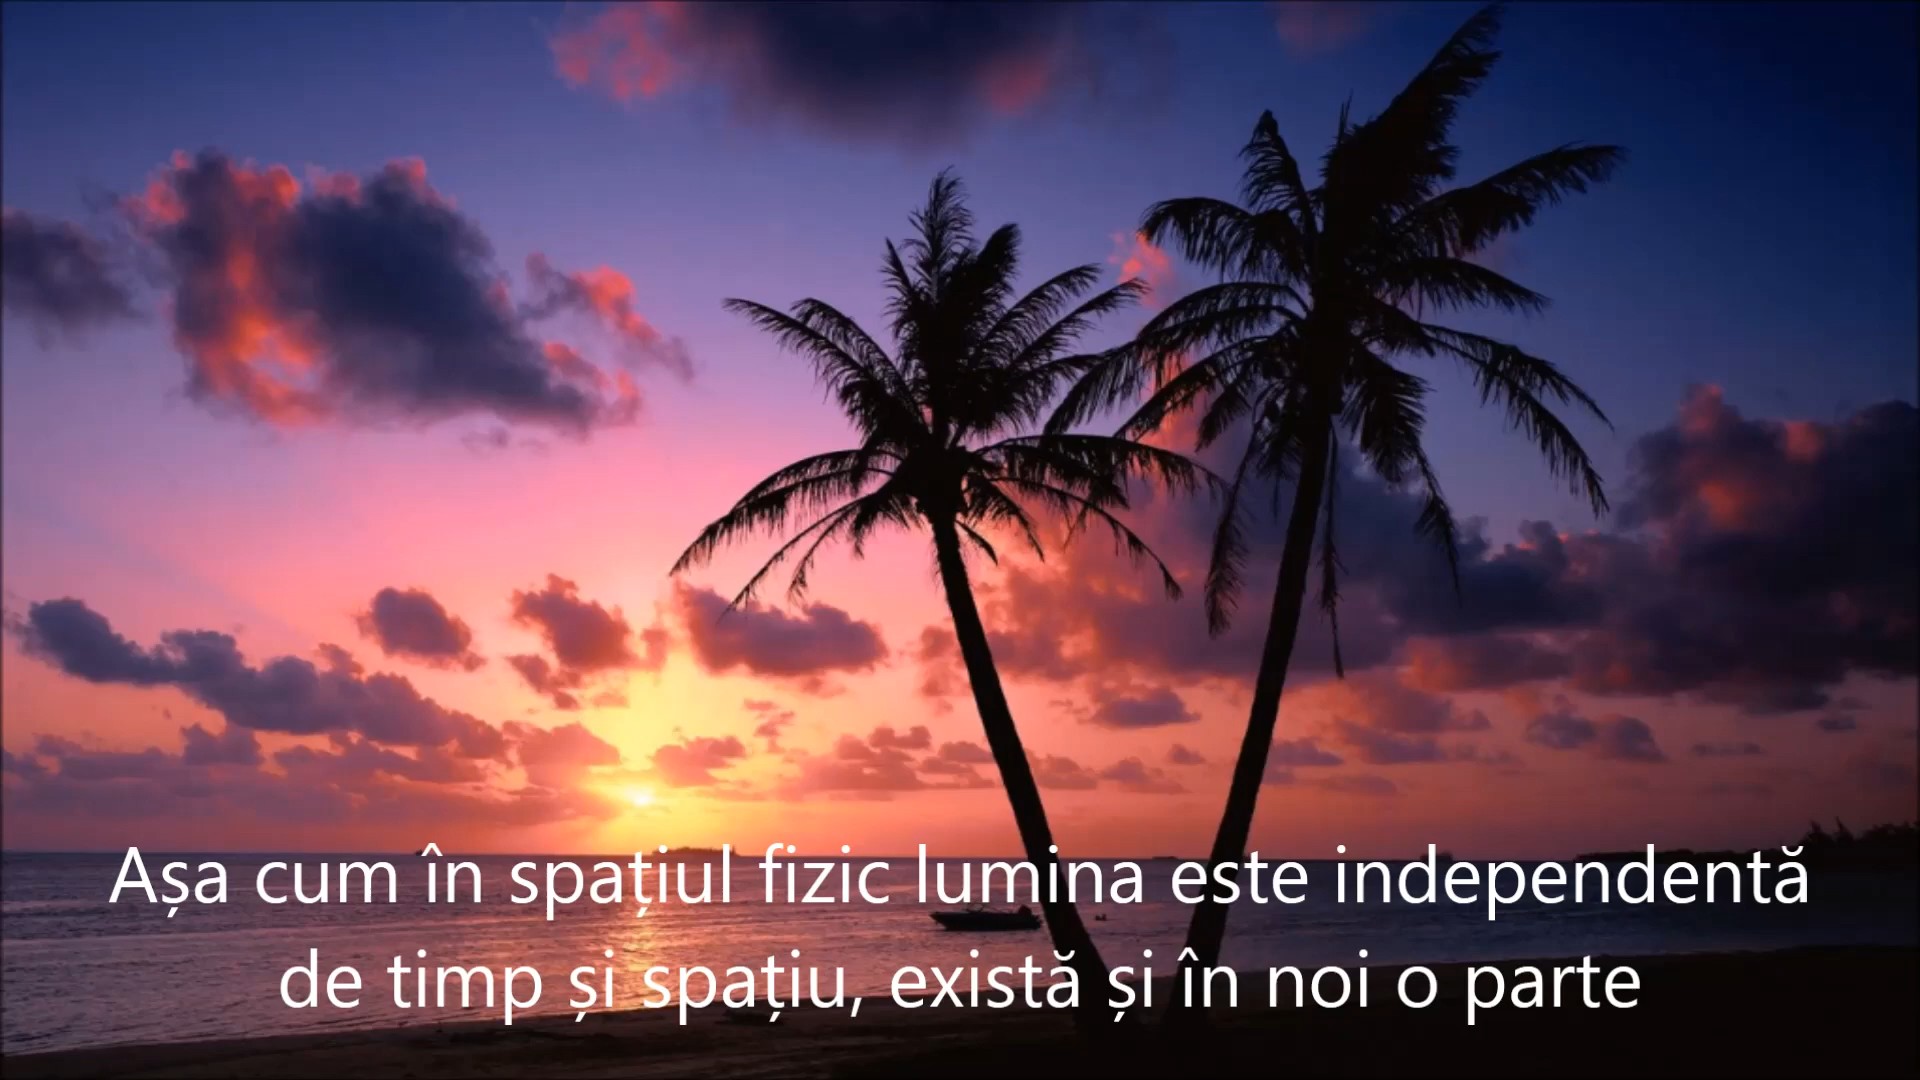 Așa cum în spațiul fizic lumina este independentă
de timp și spațiu, există și în noi o parte